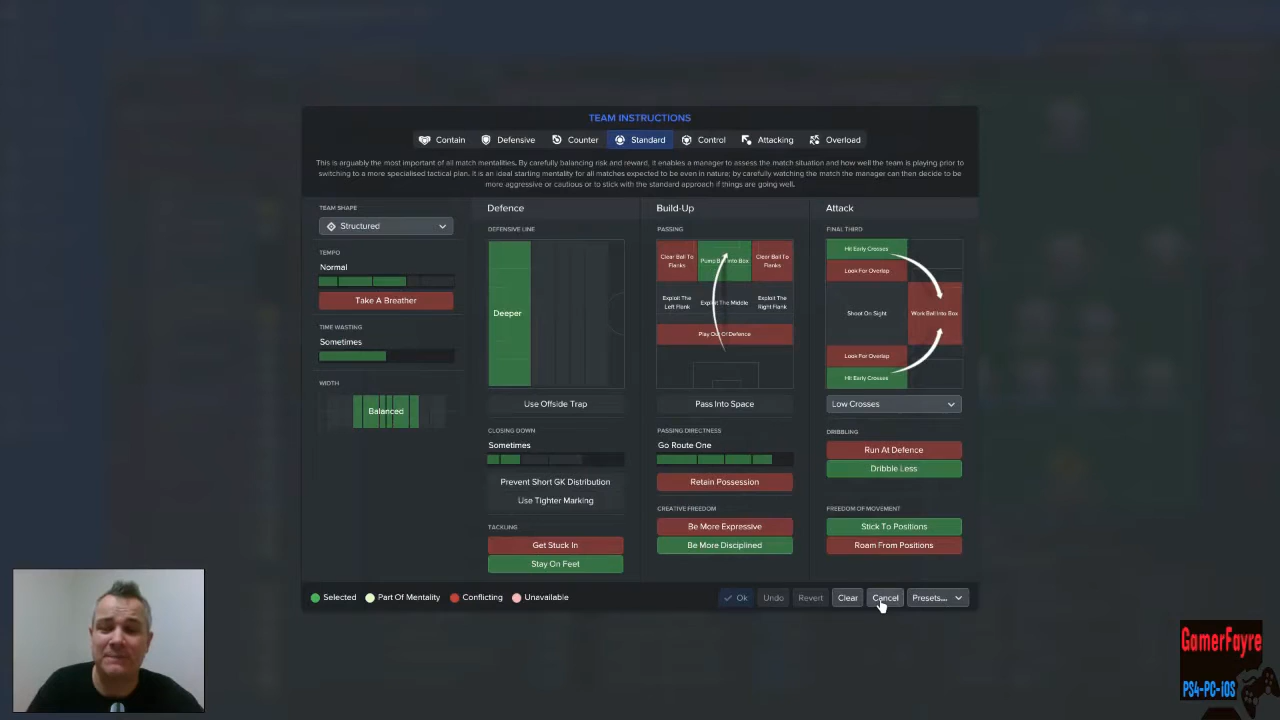 TEAM INSTRUCTIONS
Contain Defensive Counter Standard Control Attacking Overload
This is arguably the most important of all match mentalities. By carefully balancing risk and reward, it enables a manager to assess the match situation and how well the team is playing prior to
switching to a more specialised tactical plan. It is an ideal starting mentality for all matches expected to be even in nature; by carefully watching the match the manager can then decide to
be more aggressive or cautious or to stick with the standard approach if things are going well.
TEAM SHAPE
Structured
TEMPO
Normal
Take A Breather
TIME WASTING
Sometimes
WIDTH
Balanced
Defence
DEFENSIVE LINE
Deeper
Use Offside Trap
CLOSING DOWN
Sometimes
Prevent Short GK Distribution
Use Tighter Marking
TACKLING
Get Stuck In
Stay On Feet
Build-Up
PASSING
Clear Ball To
Flanks
Pump Ball Into Box
Clear Ball To
Flanks
Exploit The
Left Flank
Exploit The Middle
Exploit The
Right Flank
Play Out Of Defence
Pass Into Space
PASSING DIRECTNESS
Go Route One
Retain Possession
CREATIVE FREEDOM
Be More Expressive
Be More Disciplined
Attack
FINAL THIRD
Hit Early Crosses
Look For Overlap
Shoot On Sight
Work Ball Into Box
Look For Overlap
Hit Early Crosses
Low Crosses
DRIBBLING
Run At Defence
Dribble Less
FREEDOM OF MOVEMENT
Stick To Positions
Roam From Positions
Selected Part Of Mentality Conflicting Unavailable
Ok Undo Revert Clear Cancel Presets...
GamerFayre
PS4-PC-iOS